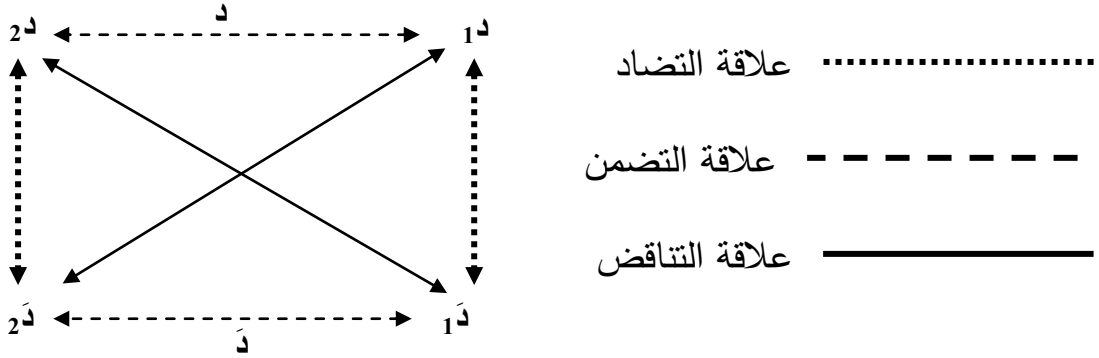 د
د1
د2
دَ1
دَ2
دَ
علاقة التضاد
علاقة التضمن
علاقة التناقض